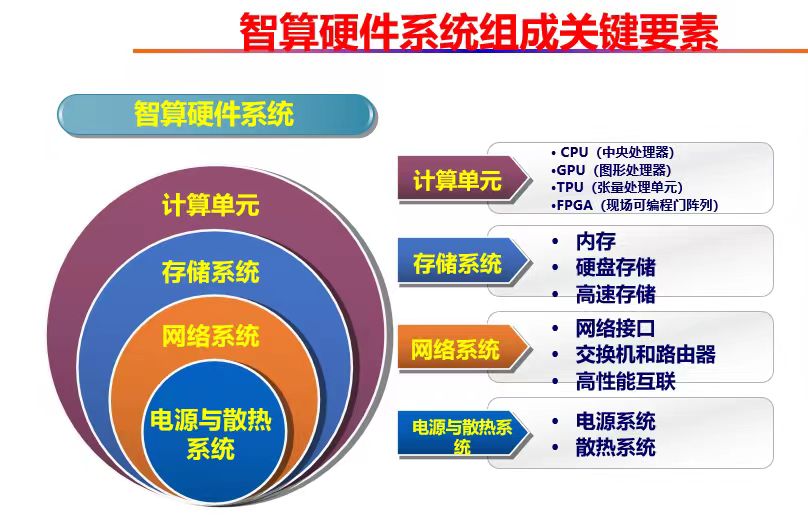 智算硬件系统组成关键要素
智算硬件系统
计算单元
存储系统
网络系统
电源与散热
系统
计算单元
• CPU（中央处理器）
•GPU（图形处理器）
•TPU（张量处理单元）
•FPGA（现场可编程门阵列）
存储系统
• 内存
• 硬盘存储
• 高速存储
网络系统
• 网络接口
• 交换机和路由器
• 高性能互联
电源与散热系
统
• 电源系统
• 散热系统